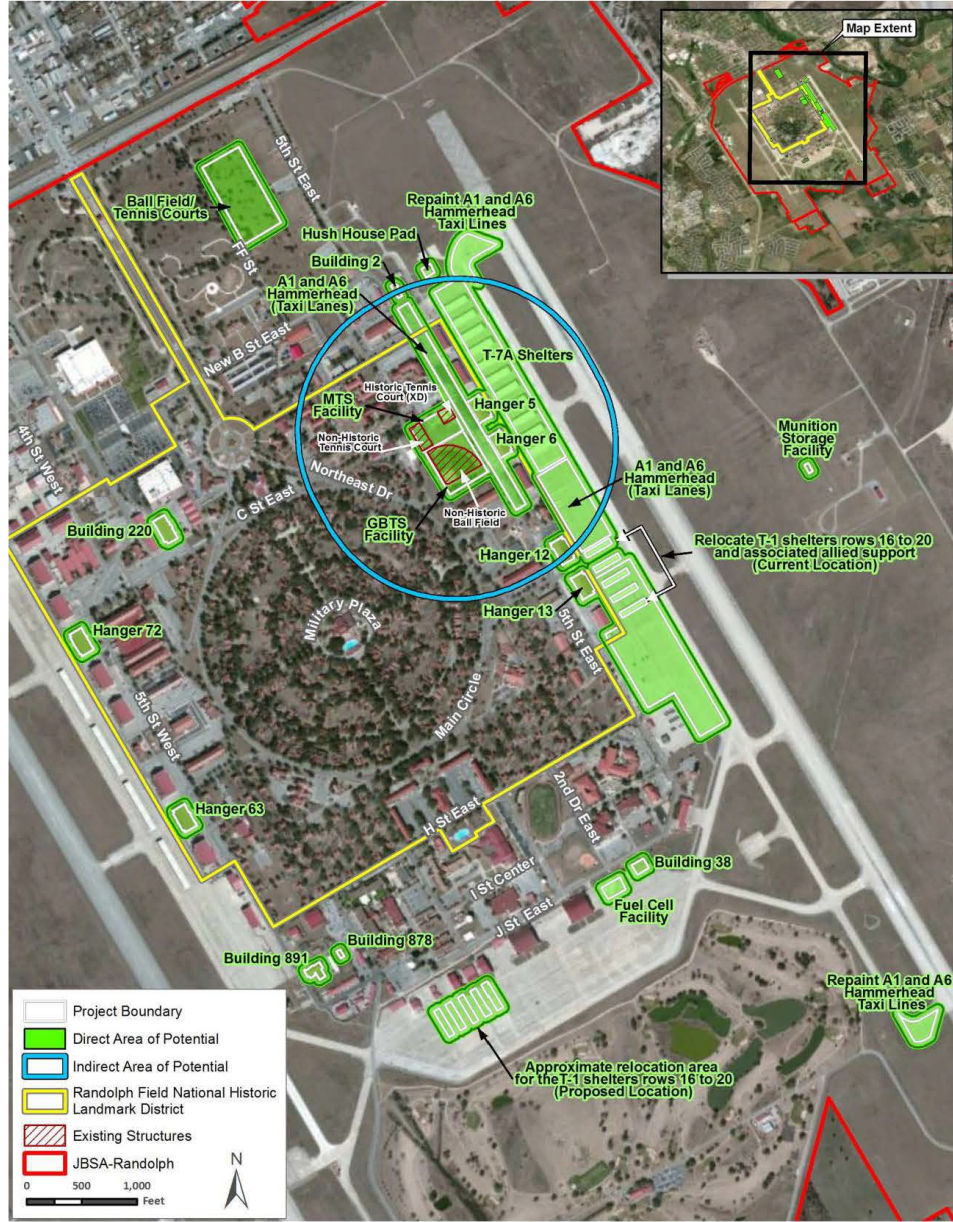 Map Extent
5th St East
Ball Field/
Tennis Courts
FF St
Repaint A1 and A6
Hammerhead
Taxi Lines
Hush House Pad
Building 2
A1 and A6
Hammerhead
(Taxi Lanes)
New B St East
T-7A Shelters
Historic Tennis
Court (XD)
MTS
Facility
Hanger 5
Non-Historic
Tennis Court
Hanger 6
Munition
Storage
Facility
4th St West
Northeast Dr
C St East
A1 and A6
Hammerhead
(Taxi Lanes)
Non-Historic
Ball Field
GBTS
Facility
Building 220
Hanger 12
Relocate T-1 shelters rows 16 to 20
and associated allied support
(Current Location)
Hanger 13
Military Plaza
5th St East
Hanger 72
5th St West
Main Circle
Hanger 63
H St East
2nd Dr East
I St Center
Building 38
J St. East
Fuel Cell
Facility
Building 878
Building 891
Repaint A1 and A6
Hammerhead
Taxi Lines
Approximate relocation area
for the T-1 shelters rows 16 to 20
(Proposed Location)
Project Boundary
Direct Area of Potential
Indirect Area of Potential
Randolph Field National Historic
Landmark District
Existing Structures
JBSA-Randolph
N
0 500 1,000
Feet